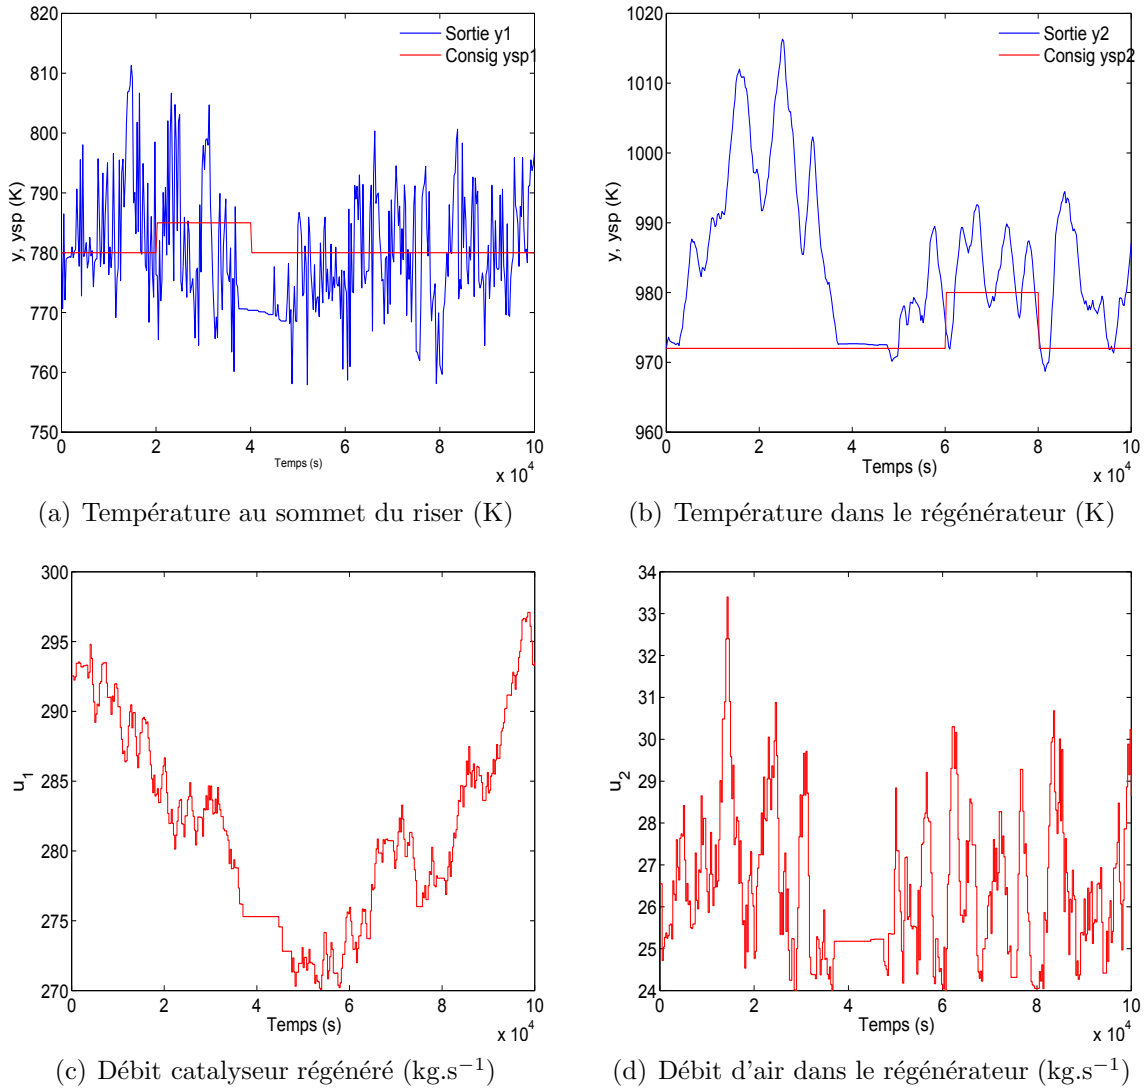 820
810
800
790
780
770
760
750
y, ysp (K)
Sortie y1
Consig ysp1
0 2 4 6 8 10
Temps (s)
x 10^4
(a) Température au sommet du riser (K)
1020
1010
1000
990
980
970
960
y, ysp (K)
Sortie y2
Consig ysp2
0 2 4 6 8 10
Temps (s)
x 10^4
(b) Température dans le régénérateur (K)
300
295
290
285
280
275
270
u_1
0 2 4 6 8 10
Temps (s)
x 10^4
(c) Débit catalyseur régénéré (kg.s⁻¹)
34
33
32
31
30
29
28
27
26
25
24
u_2
0 2 4 6 8 10
Temps (s)
x 10^4
(d) Débit d'air dans le régénérateur (kg.s⁻¹)